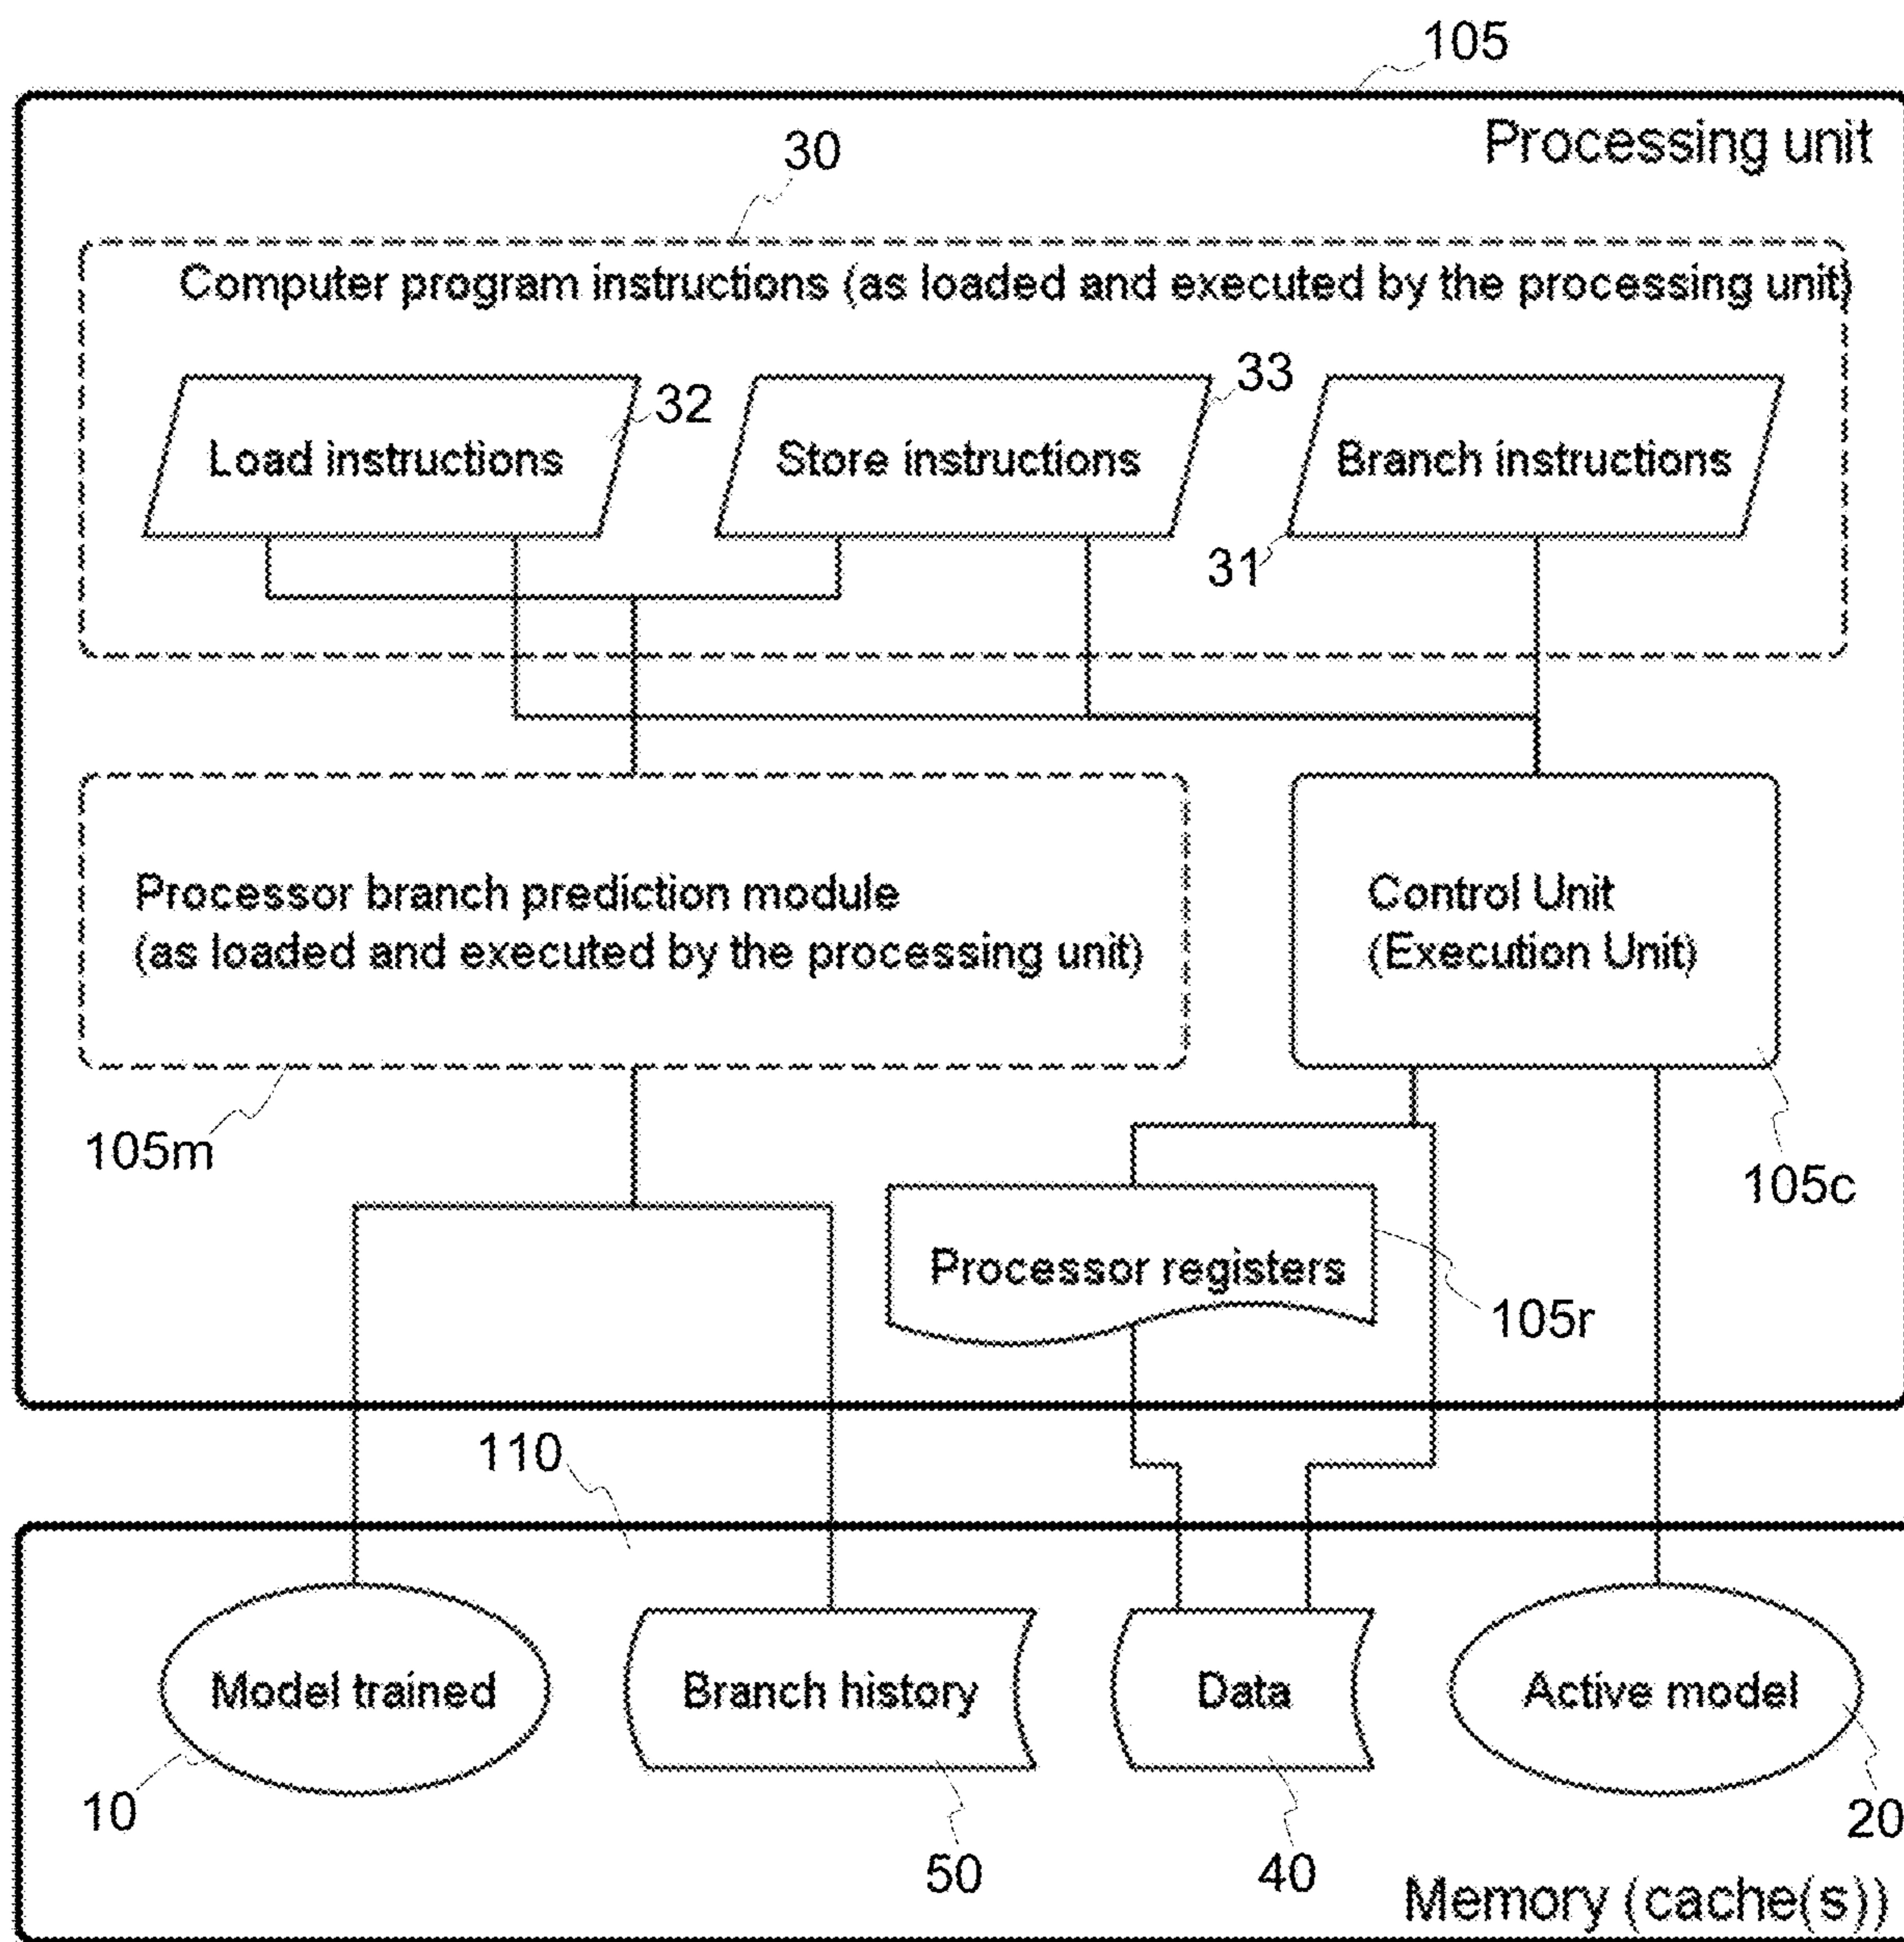 105
Processing unit
30
Computer program instructions (as loaded and executed by the processing unit)
32
33
Load instructions
Store instructions
Branch instructions
31
Processor branch prediction module
(as loaded and executed by the processing unit)
Control Unit
(Execution Unit)
105m
105c
Processor registers
105r
110
Model trained
Branch history
Data
Active model
10
50
40
20
Memory (cache(s))